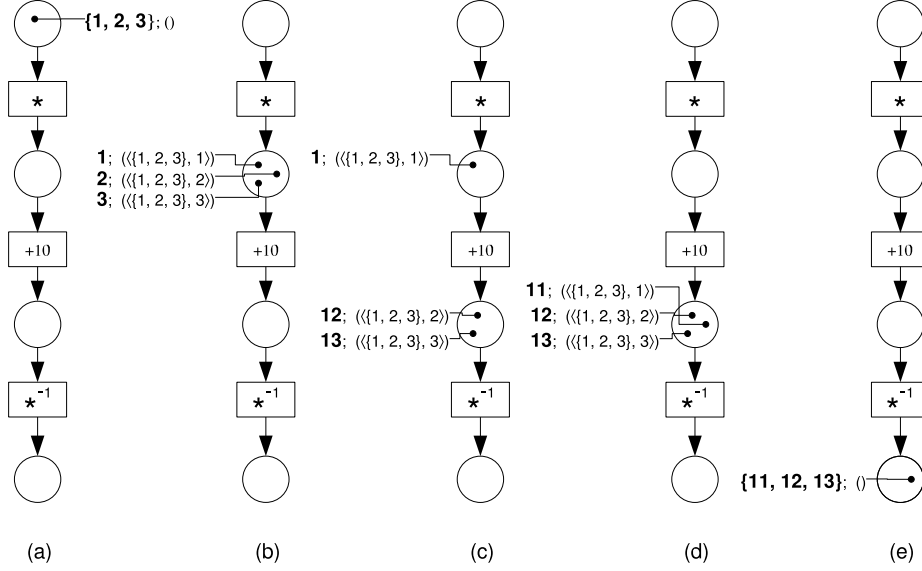 {1, 2, 3}; ()
* * * * *
1; (⟨{1, 2, 3}, 1⟩) 1; (⟨{1, 2, 3}, 1⟩)
2; (⟨{1, 2, 3}, 2⟩)
3; (⟨{1, 2, 3}, 3⟩)
+10 +10 +10 +10 +10
11; (⟨{1, 2, 3}, 1⟩)
12; (⟨{1, 2, 3}, 2⟩) 12; (⟨{1, 2, 3}, 2⟩)
13; (⟨{1, 2, 3}, 3⟩) 13; (⟨{1, 2, 3}, 3⟩)
*⁻¹ *⁻¹ *⁻¹ *⁻¹ *⁻¹
{11, 12, 13}; ()
(a) (b) (c) (d) (e)